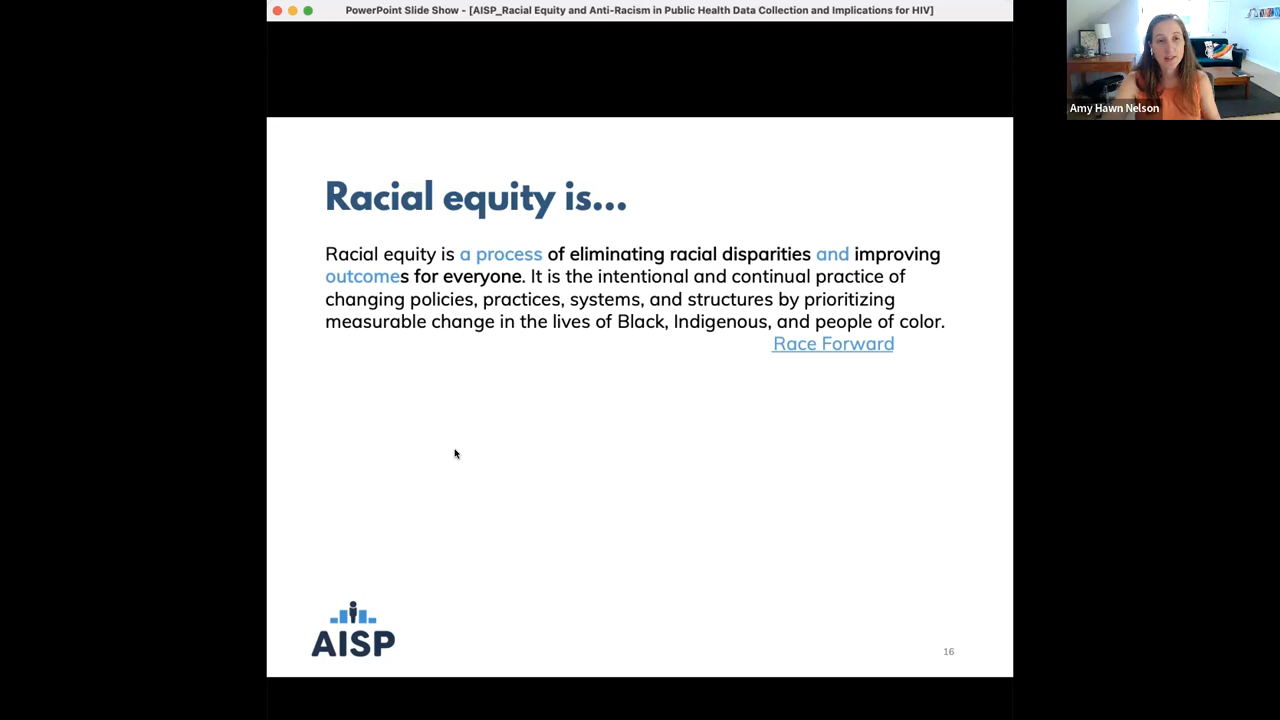 PowerPoint Slide Show - [AISP_Racial Equity and Anti-Racism in Public Health Data Collection and Implications for HIV]
Amy Hawn Nelson
Racial equity is...
Racial equity is a process of eliminating racial disparities and improving
outcomes for everyone. It is the intentional and continual practice of
changing policies, practices, systems, and structures by prioritizing
measurable change in the lives of Black, Indigenous, and people of color.
Race Forward
AISP
16